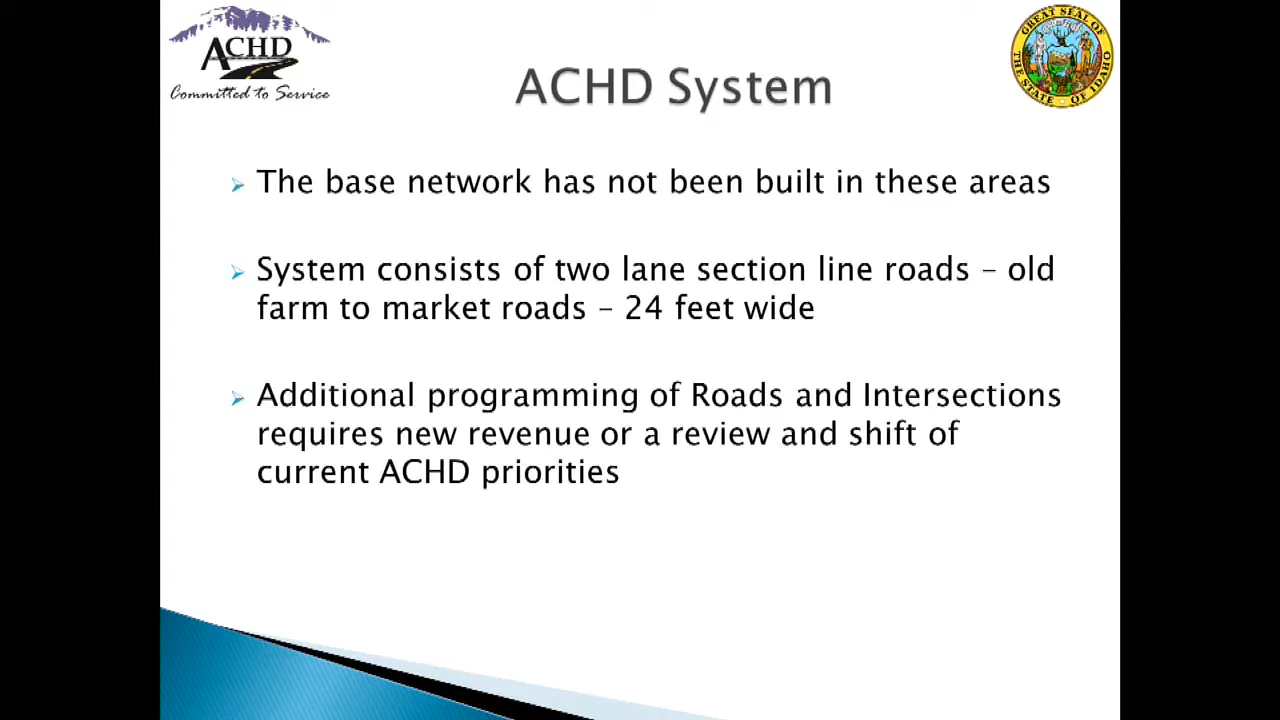 ACHD
Committed to Service
GREAT SEAL OF THE STATE OF IDAHO
ACHD System
The base network has not been built in these areas
System consists of two lane section line roads – old
farm to market roads – 24 feet wide
Additional programming of Roads and Intersections
requires new revenue or a review and shift of
current ACHD priorities